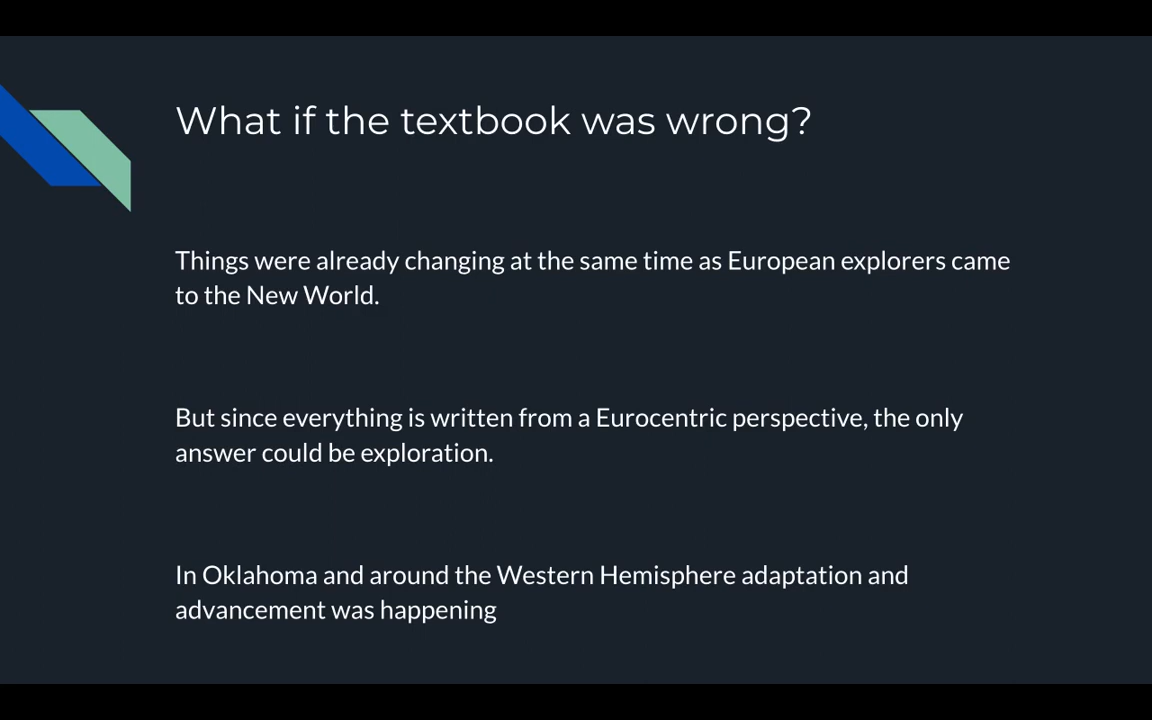 What if the textbook was wrong?
Things were already changing at the same time as European explorers came
to the New World.
But since everything is written from a Eurocentric perspective, the only
answer could be exploration.
In Oklahoma and around the Western Hemisphere adaptation and
advancement was happening